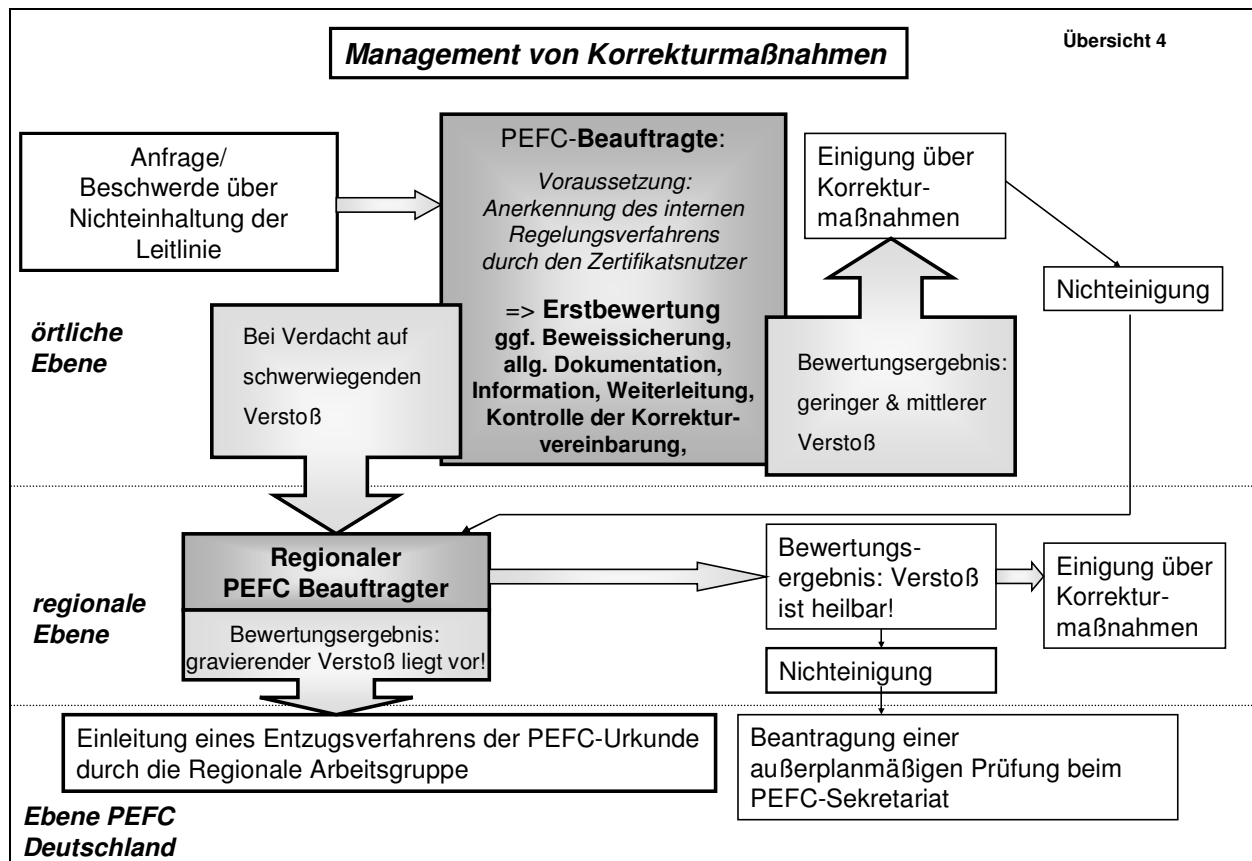 Management von Korrekturmaßnahmen
Übersicht 4
Anfrage/
Beschwerde über
Nichteinhaltung der
Leitlinie
PEFC-Beauftragte:
Voraussetzung:
Anerkennung des internen
Regelungsverfahrens
durch den Zertifikatsnutzer
=> Erstbewertung
ggf. Beweissicherung,
allg. Dokumentation,
Information, Weiterleitung,
Kontrolle der Korrektur-
vereinbarung,
Einigung über
Korrektur-
maßnahmen
Nichteinigung
örtliche
Ebene
Bei Verdacht auf
schwerwiegenden
Verstoß
Bewertungsergebnis:
geringer & mittlerer
Verstoß
regionale
Ebene
Regionaler
PEFC Beauftragter
Bewertungsergebnis:
gravierender Verstoß liegt vor!
Bewertungs-
ergebnis: Verstoß
ist heilbar!
Einigung über
Korrektur-
maßnahmen
Nichteinigung
Einleitung eines Entzugsverfahrens der PEFC-Urkunde
durch die Regionale Arbeitsgruppe
Beantragung einer
außerplanmäßigen Prüfung beim
PEFC-Sekretariat
Ebene PEFC
Deutschland